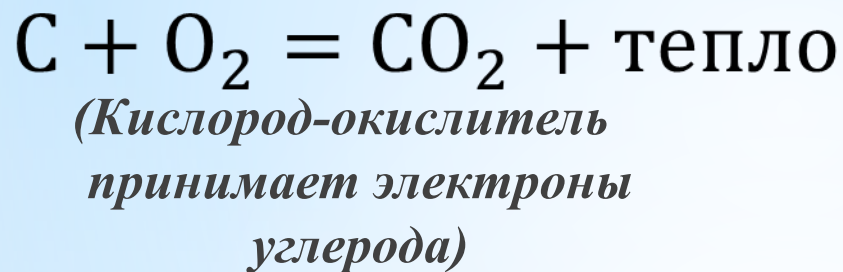 C + O₂ = CO₂ + тепло
(Кислород-окислитель
принимает электроны
углерода)